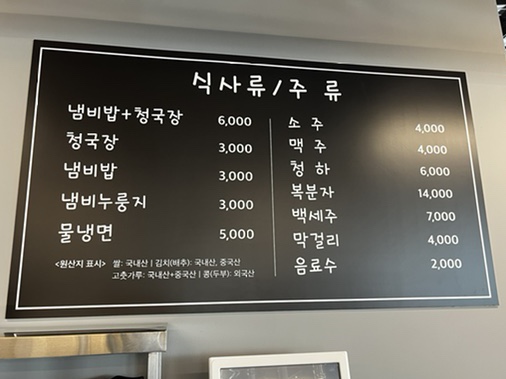 식사류/주 류
냄비밥+청국장 6,000
청국장 3,000
냄비밥 3,000
냄비누룽지 3,000
물냉면 5,000
<원산지 표시> 쌀: 국내산 | 김치(배추): 국내산, 중국산
고춧가루: 국내산+중국산 | 콩(두부): 외국산
소 주 4,000
맥 주 4,000
청 하 6,000
복분자 14,000
백세주 7,000
막걸리 4,000
음료수 2,000